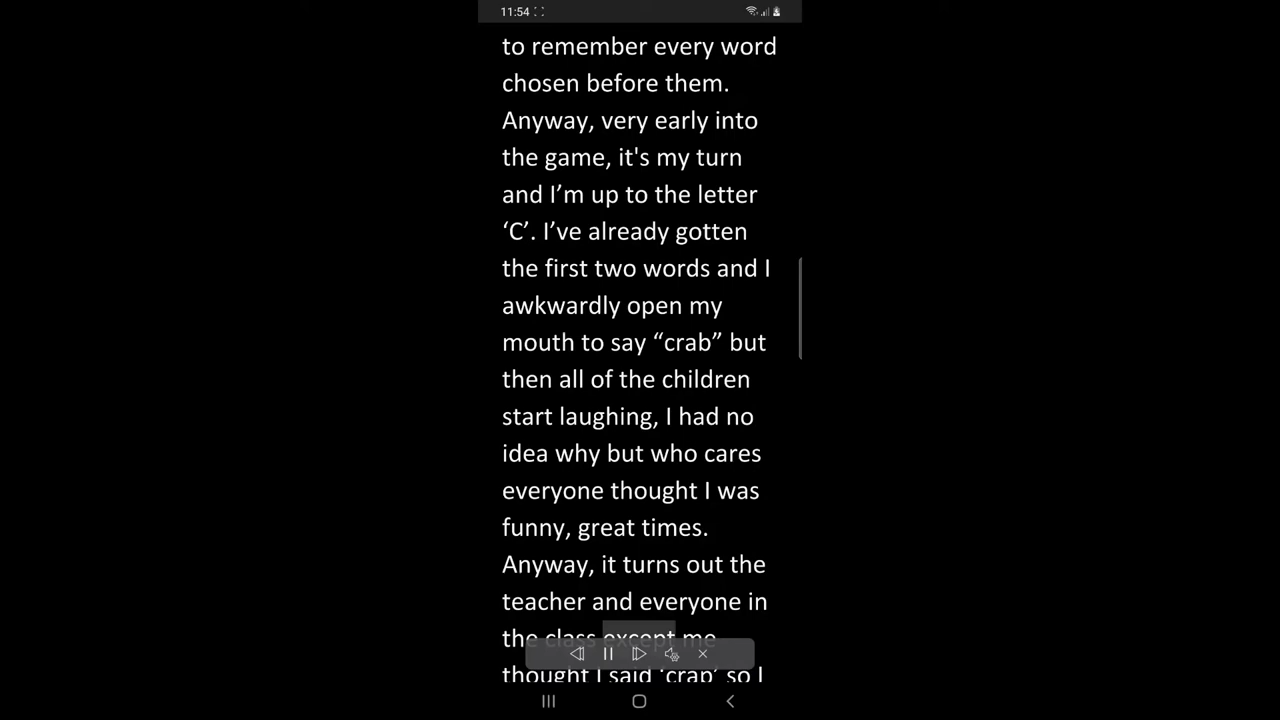 11:54
to remember every word
chosen before them.
Anyway, very early into
the game, it's my turn
and I’m up to the letter
‘C’. I’ve already gotten
the first two words and I
awkwardly open my
mouth to say “crab” but
then all of the children
start laughing, I had no
idea why but who cares
everyone thought I was
funny, great times.
Anyway, it turns out the
teacher and everyone in
the class except me
thought I said ‘crap’ so I